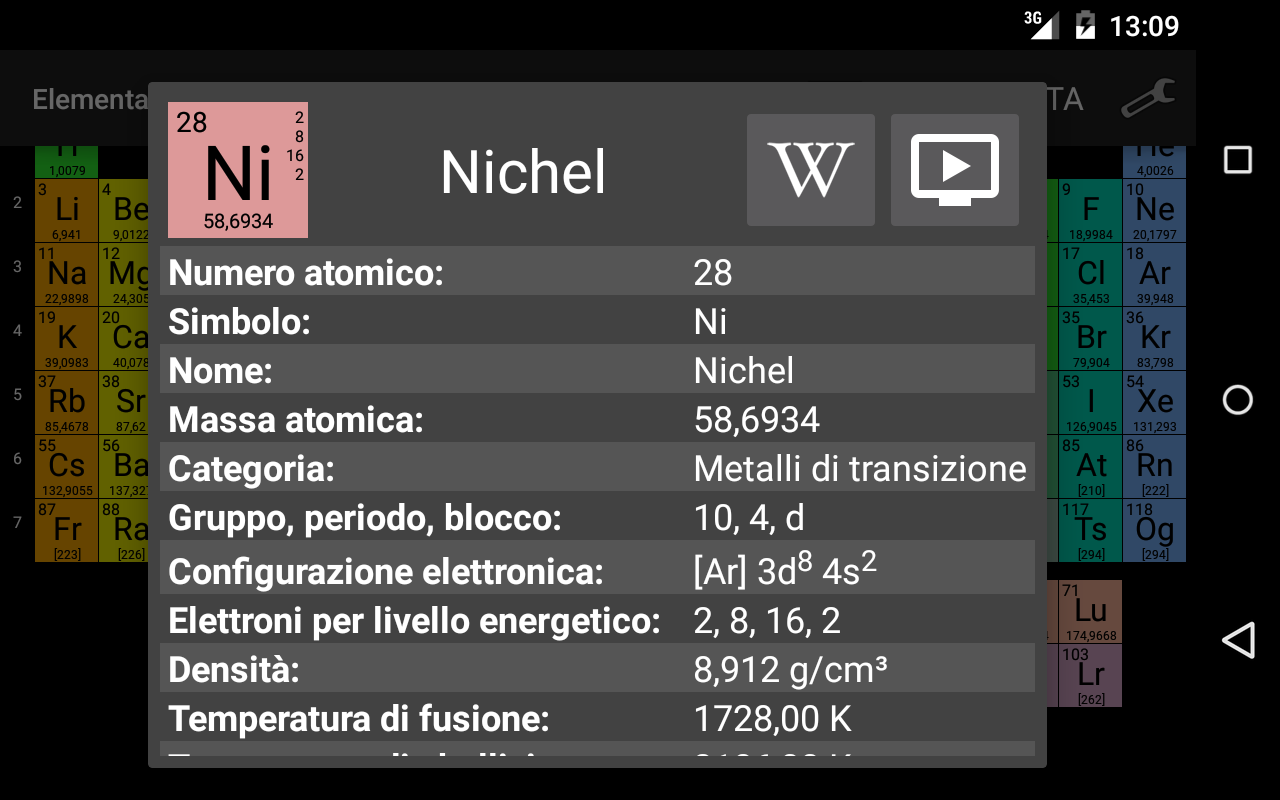 3G 13:09
Elementa TA
28 2
8
16
2
Ni
58,6934
Nichel
W
Numero atomico: 28
Simbolo: Ni
Nome: Nichel
Massa atomica: 58,6934
Categoria: Metalli di transizione
Gruppo, periodo, blocco: 10, 4, d
Configurazione elettronica: [Ar] 3d⁸ 4s²
Elettroni per livello energetico: 2, 8, 16, 2
Densità: 8,912 g/cm³
Temperatura di fusione: 1728,00 K
1,0079
He
4,0026
2
3 Li 6,941
4 Be 9,0122
9 F 18,9984
10 Ne 20,1797
3
11 Na 22,9898
12 Mg 24,305
17 Cl 35,453
18 Ar 39,948
4
19 K 39,0983
20 Ca 40,078
35 Br 79,904
36 Kr 83,798
5
37 Rb 85,4678
38 Sr 87,62
53 I 126,9045
54 Xe 131,293
6
55 Cs 132,9055
56 Ba 137,327
85 At [210]
86 Rn [222]
7
87 Fr [223]
88 Ra [226]
117 Ts [294]
118 Og [294]
71 Lu 174,9668
103 Lr [262]